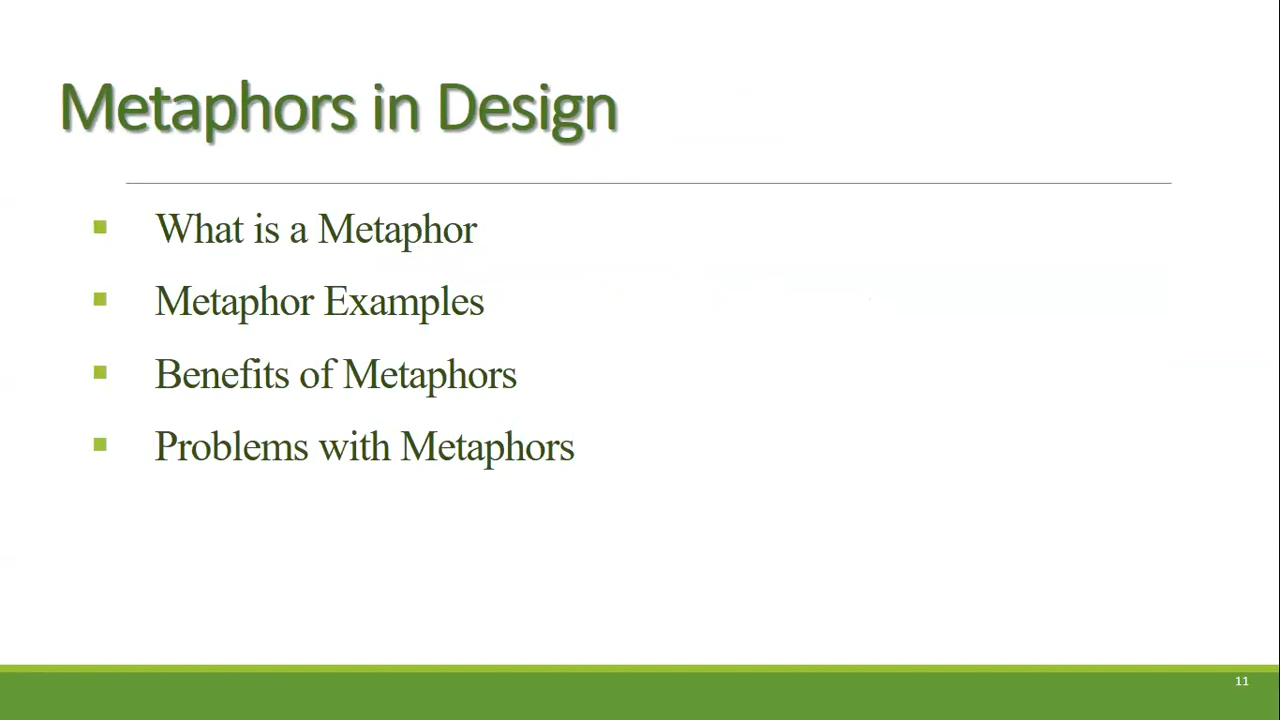 Metaphors in Design
What is a Metaphor
Metaphor Examples
Benefits of Metaphors
Problems with Metaphors
11